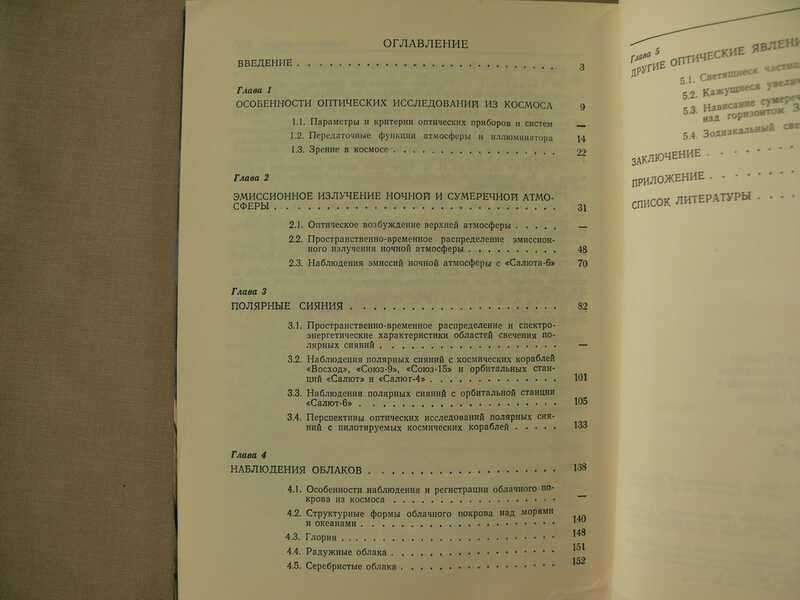 ОГЛАВЛЕНИЕ
ВВЕДЕНИЕ . . . . . . . . . . . . . . . . . . . . . . . . . 3
Глава 1
ОСОБЕННОСТИ ОПТИЧЕСКИХ ИССЛЕДОВАНИЙ ИЗ КОСМОСА 9
1.1. Параметры и критерии оптических приборов и систем —
1.2. Передаточные функции атмосферы и иллюминатора 14
1.3. Зрение в космосе . . . . . . . . . . . . . . . . . 22
Глава 2
ЭМИССИОННОЕ ИЗЛУЧЕНИЕ НОЧНОЙ И СУМЕРЕЧНОЙ АТМО-
СФЕРЫ . . . . . . . . . . . . . . . . . . . . . . . . . . 31
2.1. Оптическое возбуждение верхней атмосферы . . . . . —
2.2. Пространственно-временное распределение эмиссион-
ного излучения ночной атмосферы . . . . . . . . . . 48
2.3. Наблюдения эмиссий ночной атмосферы с «Салюта-6» 70
Глава 3
ПОЛЯРНЫЕ СИЯНИЯ . . . . . . . . . . . . . . . . . . . . 82
3.1. Пространственно-временное распределение и спектро-
энергетические характеристики областей свечения по-
лярных сияний . . . . . . . . . . . . . . . . . . —
3.2. Наблюдения полярных сияний с космических кораблей
«Восход», «Союз-9», «Союз-15» и орбитальных стан-
ций «Салют» и «Салют-4» . . . . . . . . . . . . . 101
3.3. Наблюдения полярных сияний с орбитальной станции
«Салют-6» . . . . . . . . . . . . . . . . . . . . 105
3.4. Перспективы оптических исследований полярных сия-
ний с пилотируемых космических кораблей . . . . . 133
Глава 4
НАБЛЮДЕНИЯ ОБЛАКОВ . . . . . . . . . . . . . . . . . . 138
4.1. Особенности наблюдения и регистрации облачного по-
крова из космоса . . . . . . . . . . . . . . . . . —
4.2. Структурные формы облачного покрова над морями
и океанами . . . . . . . . . . . . . . . . . . . . 140
4.3. Глория . . . . . . . . . . . . . . . . . . . . . . 148
4.4. Радужные облака . . . . . . . . . . . . . . . . . 151
4.5. Серебристые облака . . . . . . . . . . . . . . . . 152
Глава 5
ДРУГИЕ ОПТИЧЕСКИЕ ЯВЛЕНИ
5.1. Светящиеся частиц
5.2. Кажущиеся увелич
5.3. Нависание сумереч
над горизонтом З
5.4. Зодиакальный све
ЗАКЛЮЧЕНИЕ . . . . . .
ПРИЛОЖЕНИЕ . . . . . .
СПИСОК ЛИТЕРАТУРЫ . . . .